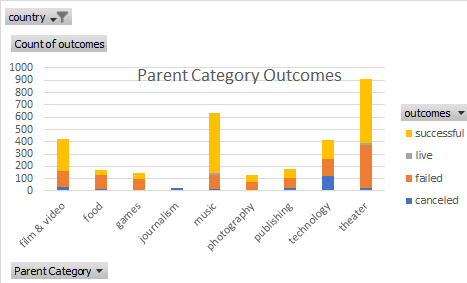 country
Count of outcomes
Parent Category Outcomes
1000
900
800
700
600
500
400
300
200
100
0
film & video
food
games
journalism
music
photography
publishing
technology
theater
outcomes
successful
live
failed
canceled
Parent Category